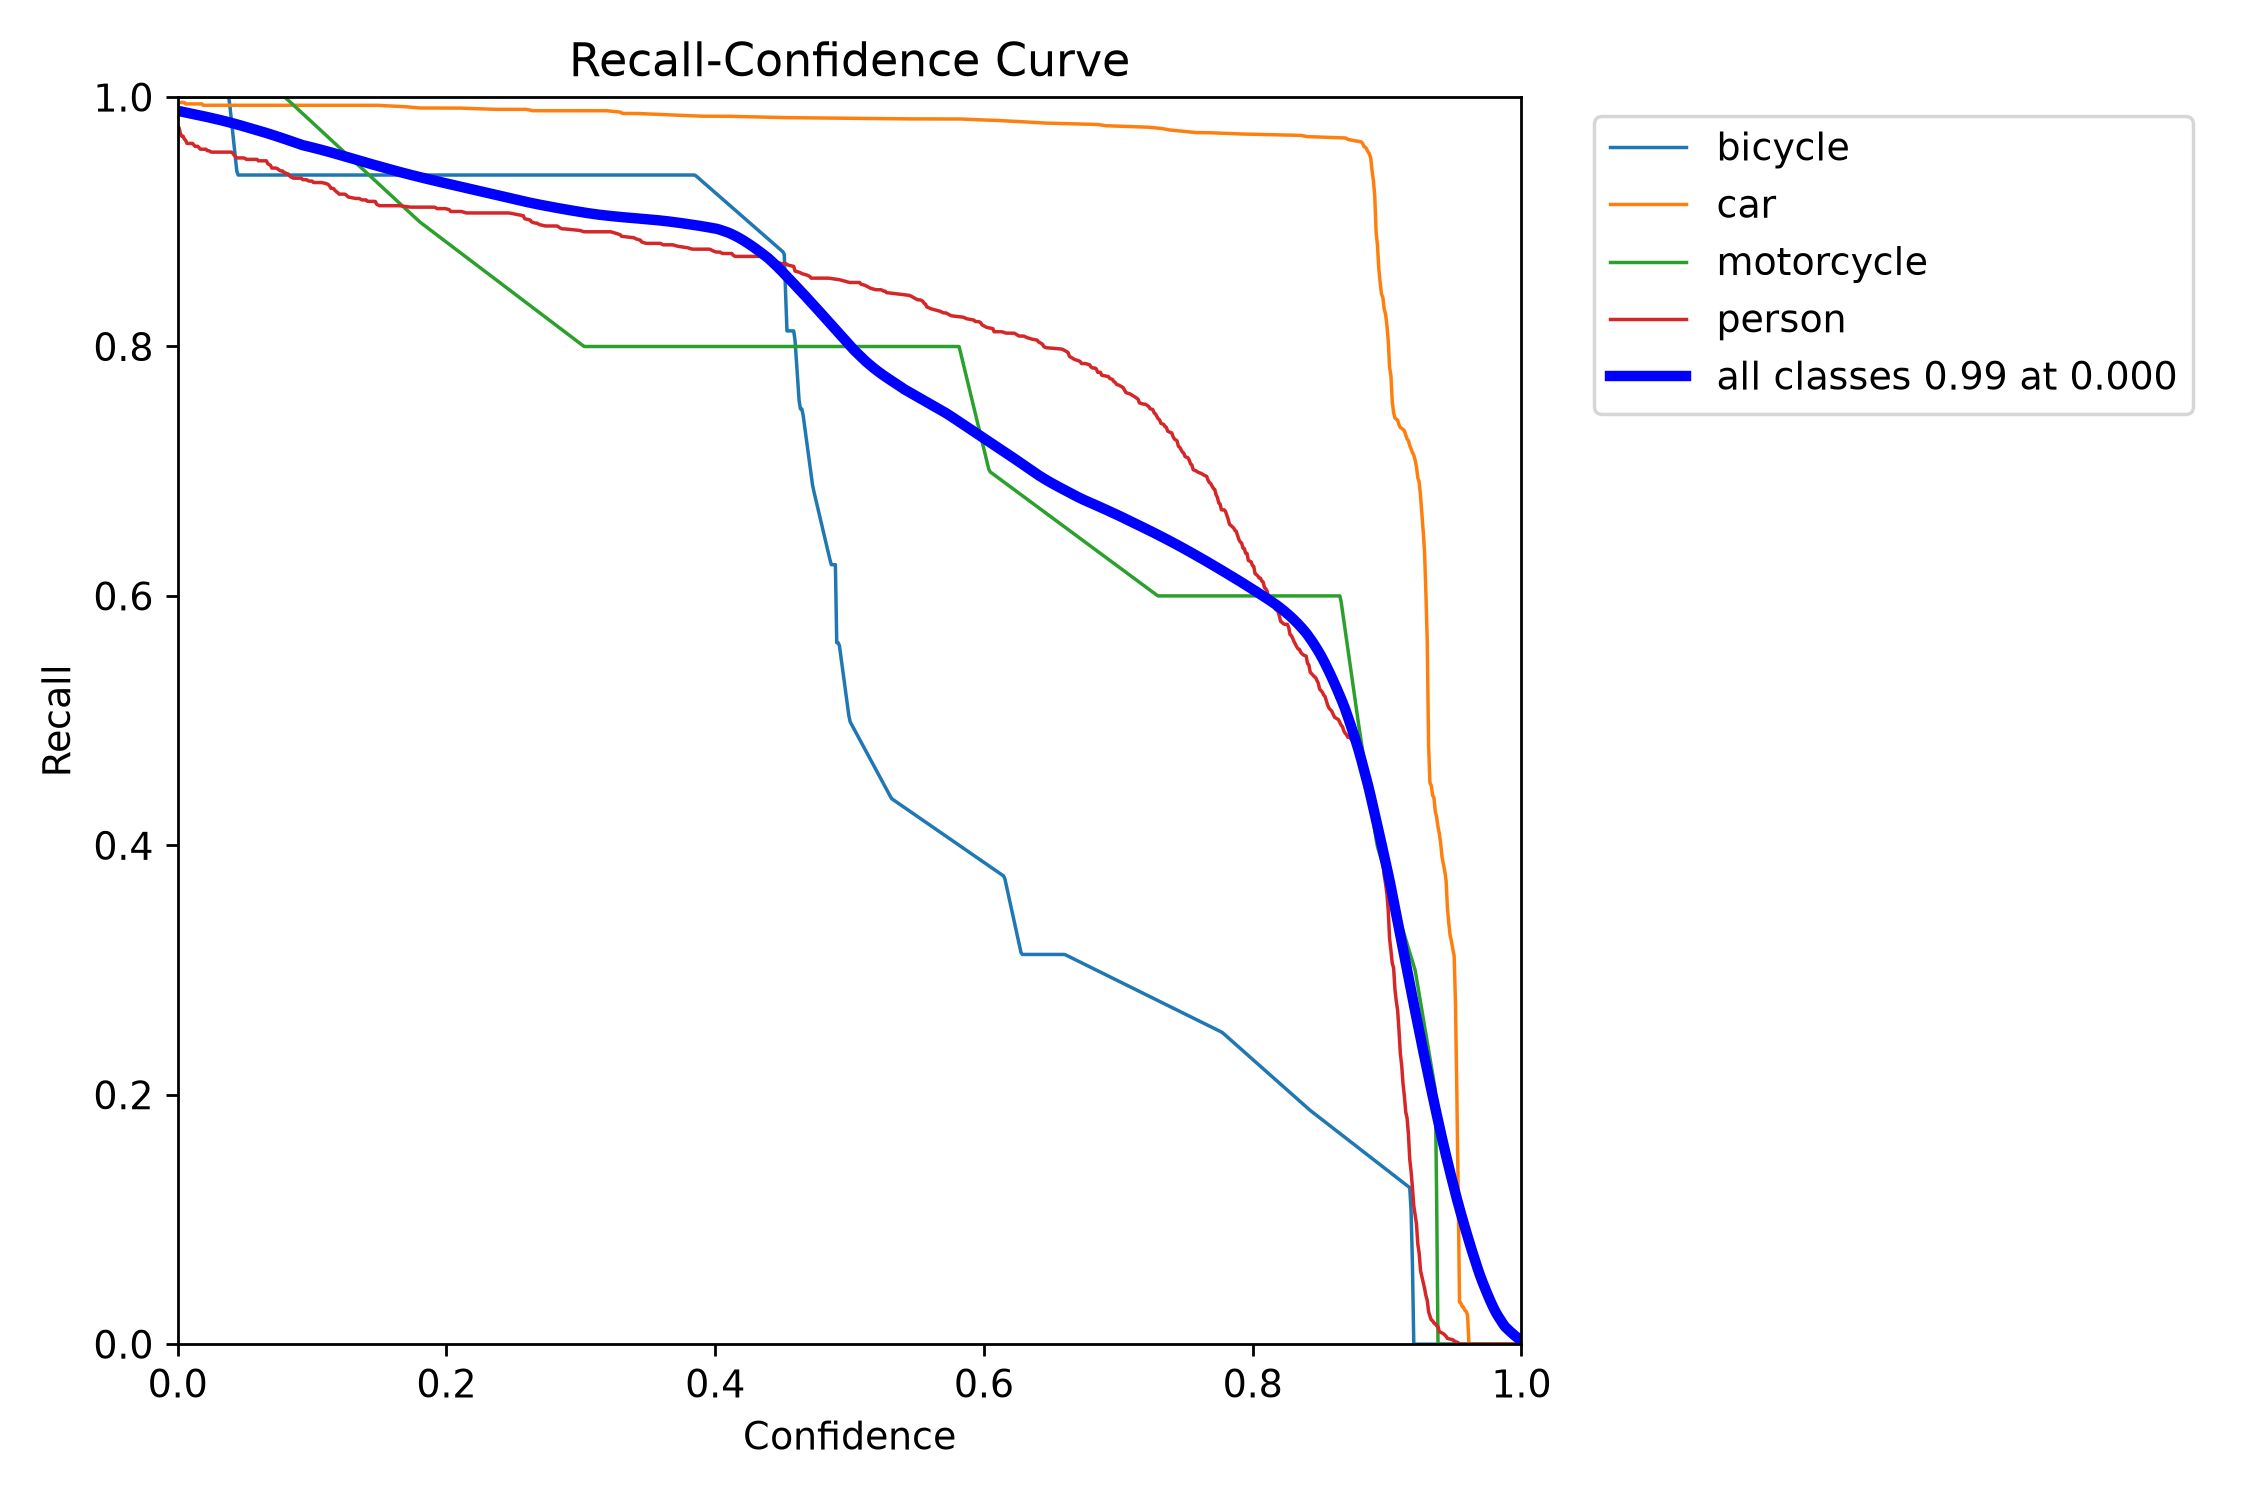 Recall-Confidence Curve
1.0
0.8
0.6
0.4
0.2
0.0
Recall
0.0 0.2 0.4 0.6 0.8 1.0
Confidence
bicycle
car
motorcycle
person
all classes 0.99 at 0.000